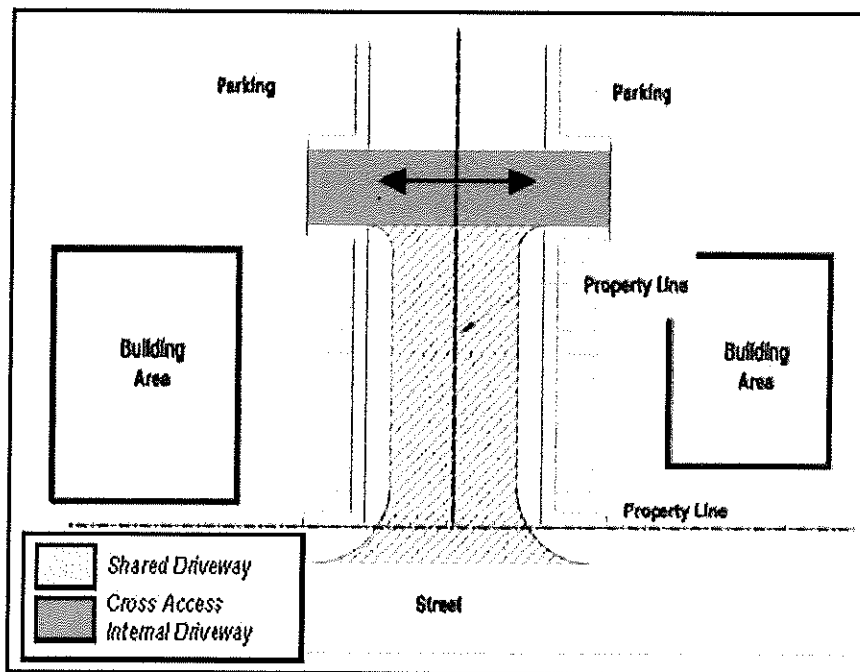 Parking
Parking
Property Line
Building
Area
Building
Area
Property Line
Shared Driveway
Cross Access
Internal Driveway
Street